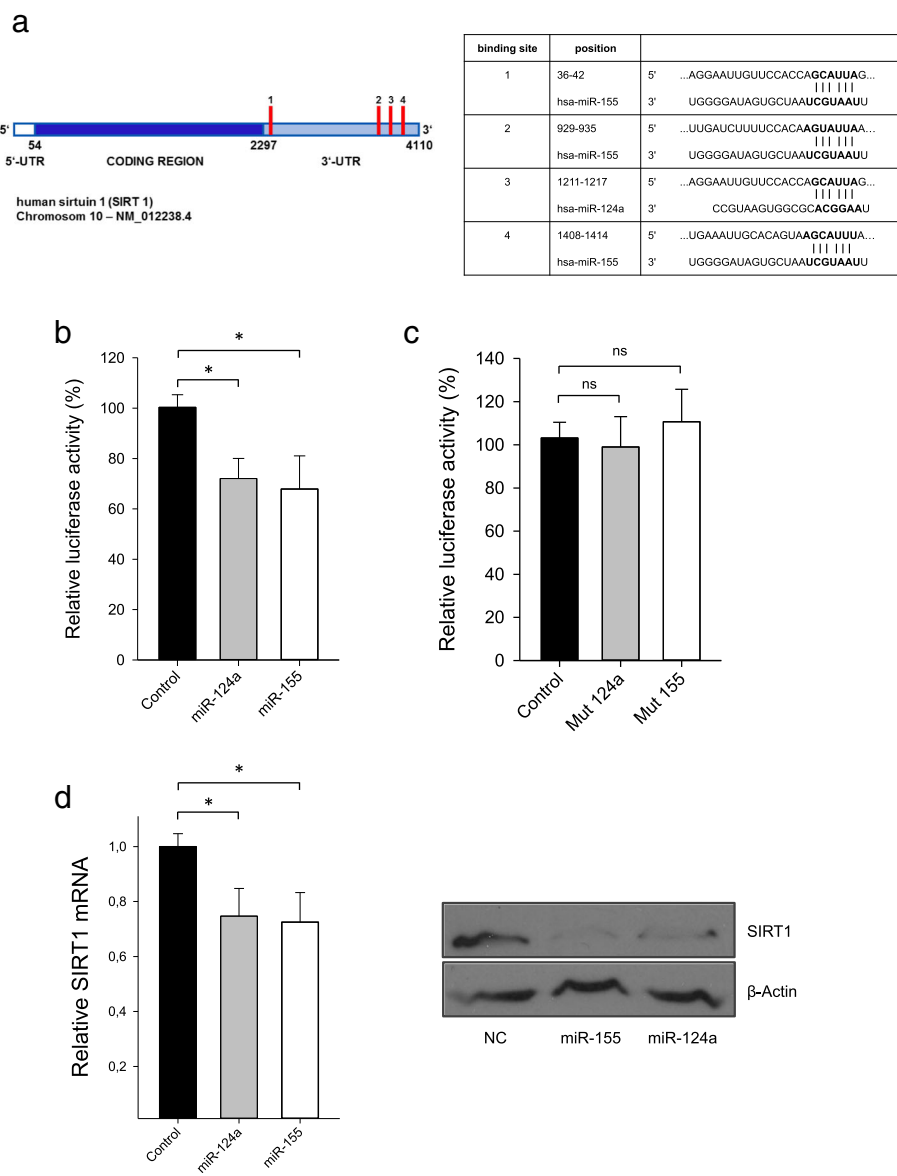 a
1 2 3 4
5' 3'
54 2297 4110
5'-UTR CODING REGION 3'-UTR
human sirtuin 1 (SIRT 1)
Chromosom 10 – NM_012238.4
binding site position
1 36-42 5' ...AGGAAUUGUUCCACCAGCAUUAG...
hsa-miR-155 3' UGGGGAUAGUGCUAAUCGUAAUU
2 929-935 5' ...UUGAUCUUUUCCACAAGUAUUAA...
hsa-miR-155 3' UGGGGAUAGUGCUAAUCGUAAUU
3 1211-1217 5' ...AGGAAUUGUUCCACCAGCAUUAG...
hsa-miR-124a 3' CCGUAAGUGGCGCACGGAAU
4 1408-1414 5' ...UGAAAUUGCACAGUAAGCAUUUA...
hsa-miR-155 3' UGGGGAUAGUGCUAAUCGUAAUU
b
*
*
Relative luciferase activity (%)
120
100
80
60
40
20
0
Control miR-124a miR-155
c
ns
ns
Relative luciferase activity (%)
140
120
100
80
60
40
20
0
Control Mut 124a Mut 155
d
*
*
Relative SIRT1 mRNA
1,0
0,8
0,6
0,4
0,2
Control miR-124a miR-155
SIRT1
β-Actin
NC miR-155 miR-124a